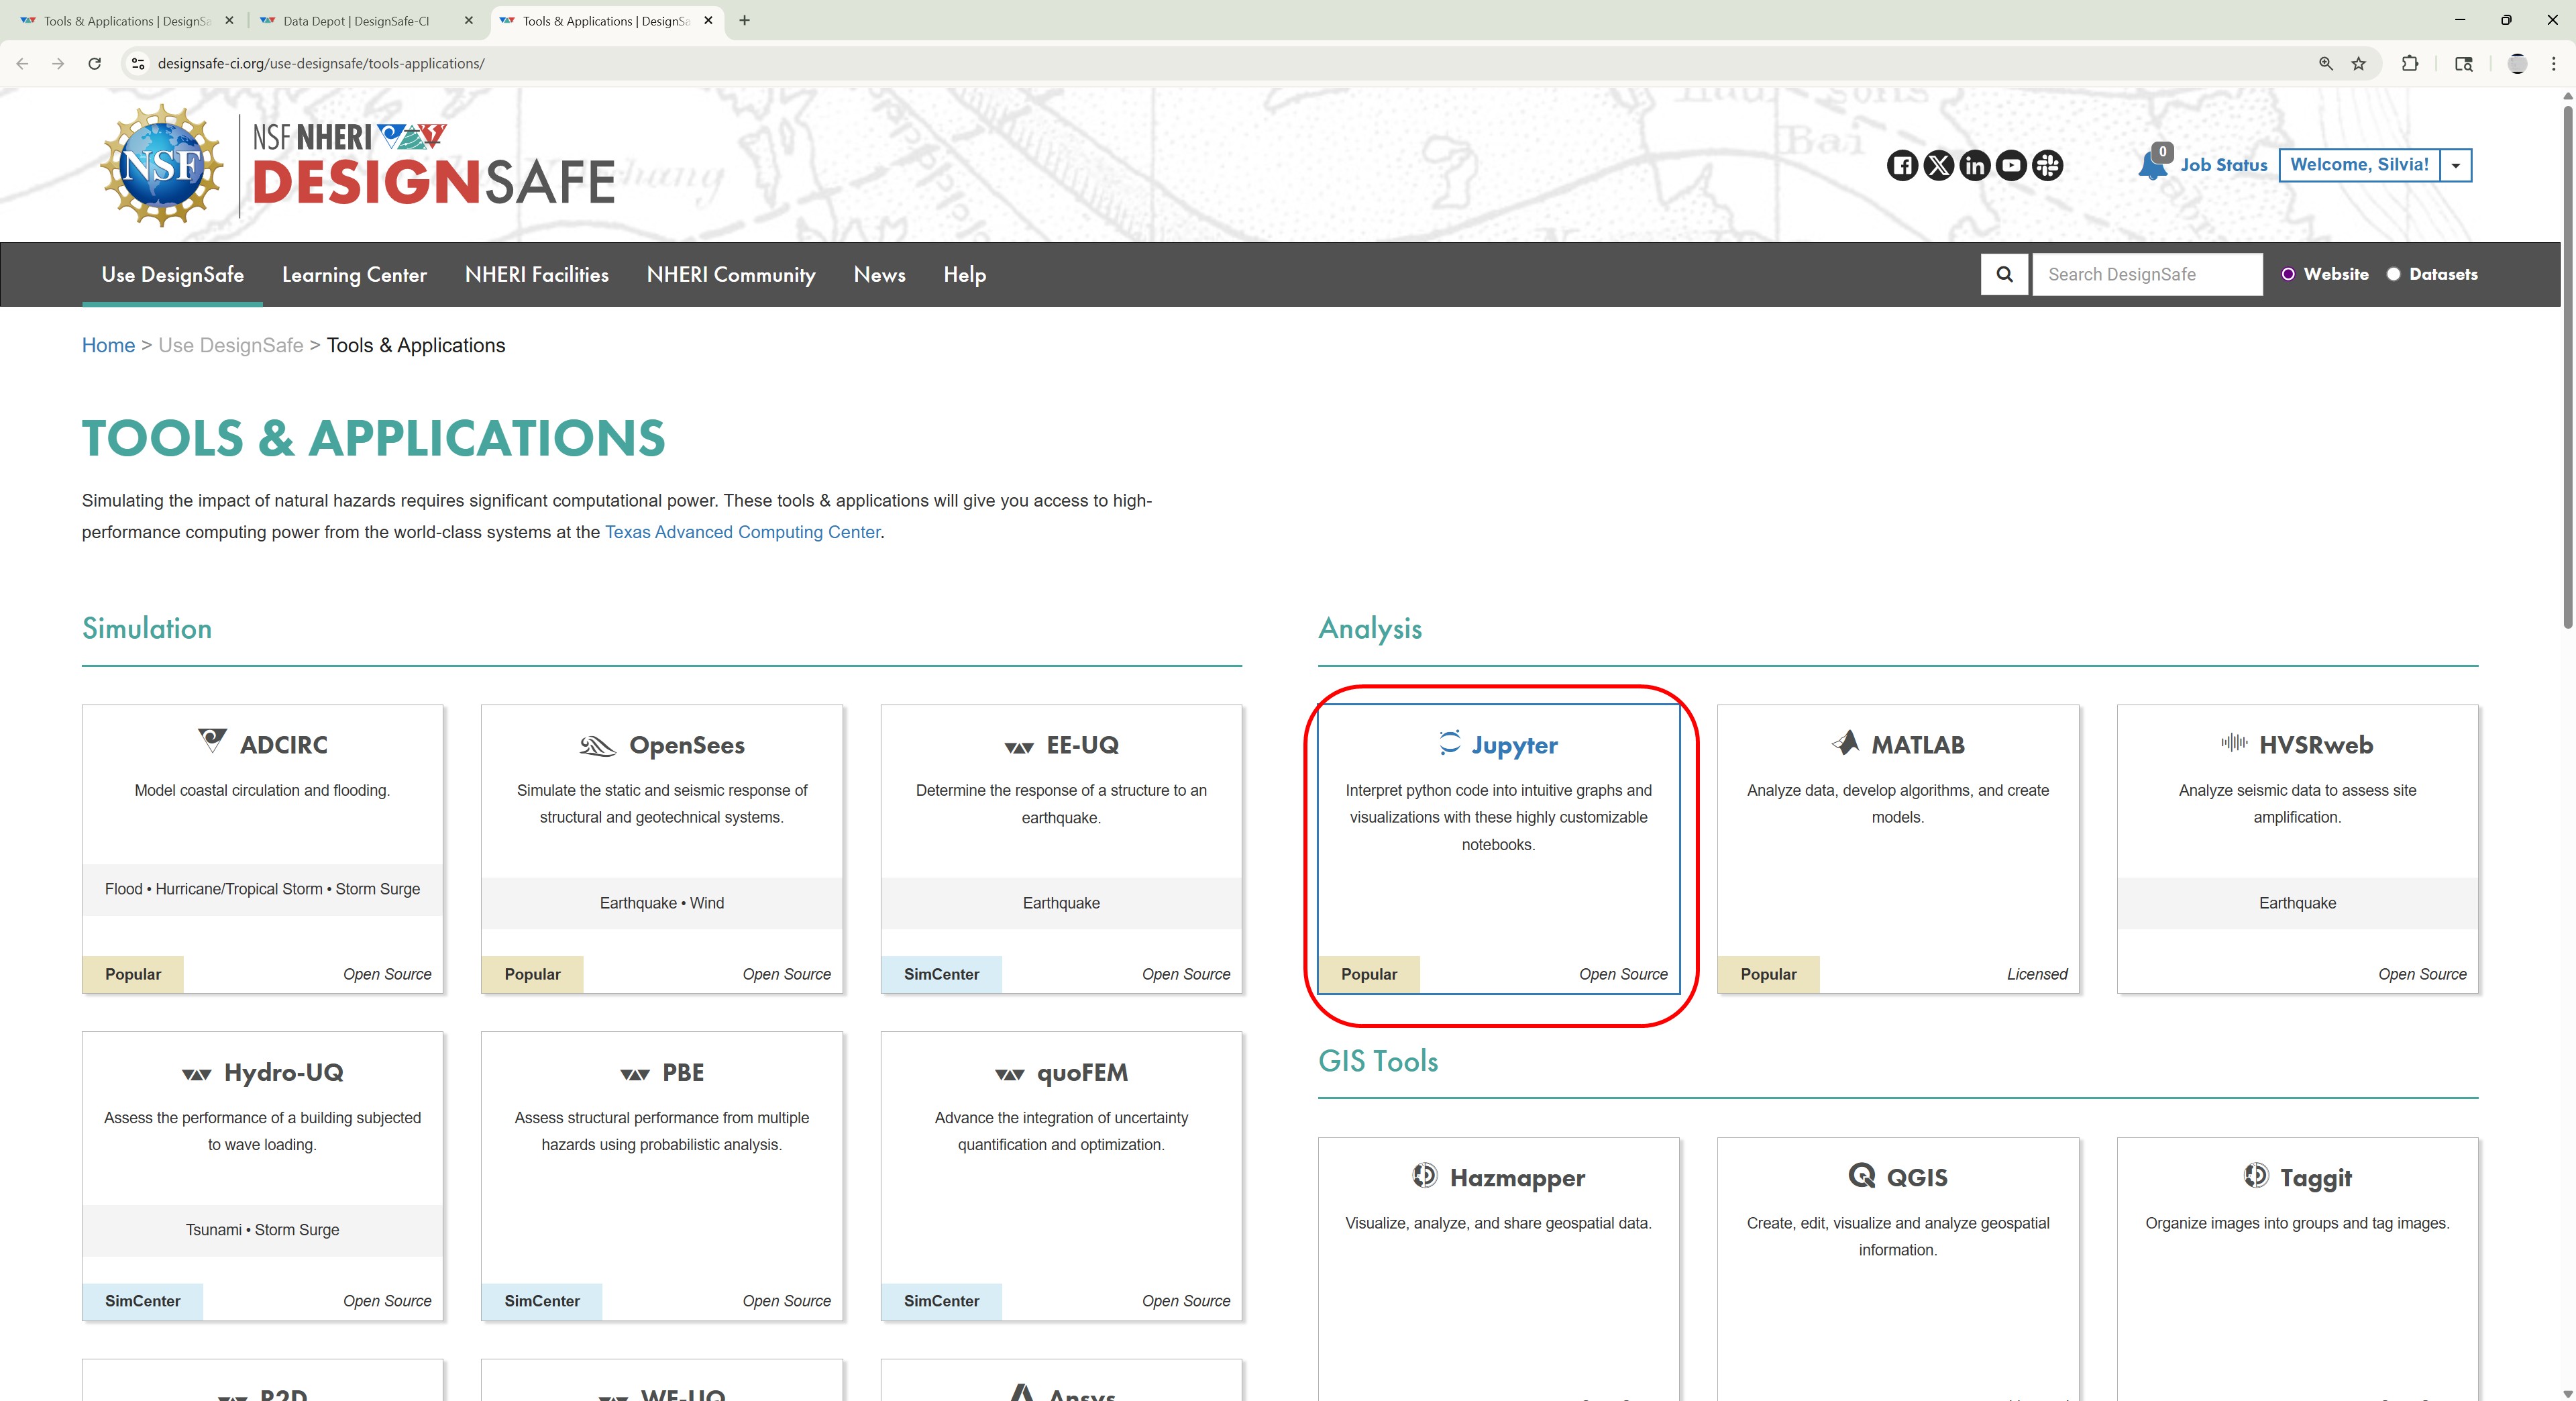 Tools & Applications | DesignSa
Data Depot | DesignSafe-CI
Tools & Applications | DesignSa
designsafe-ci.org/use-designsafe/tools-applications/
NSF
NSF NHERI
DESIGNSAFE
0
Job Status
Welcome, Silvia!
Use DesignSafe
Learning Center
NHERI Facilities
NHERI Community
News
Help
Search DesignSafe
Website
Datasets
Home > Use DesignSafe > Tools & Applications
TOOLS & APPLICATIONS
Simulating the impact of natural hazards requires significant computational power. These tools & applications will give you access to high-
performance computing power from the world-class systems at the Texas Advanced Computing Center.
Simulation
ADCIRC
Model coastal circulation and flooding.
Flood • Hurricane/Tropical Storm • Storm Surge
Popular
Open Source
OpenSees
Simulate the static and seismic response of
structural and geotechnical systems.
Earthquake • Wind
Popular
Open Source
EE-UQ
Determine the response of a structure to an
earthquake.
Earthquake
SimCenter
Open Source
Hydro-UQ
Assess the performance of a building subjected
to wave loading.
Tsunami • Storm Surge
SimCenter
Open Source
PBE
Assess structural performance from multiple
hazards using probabilistic analysis.
SimCenter
Open Source
quoFEM
Advance the integration of uncertainty
quantification and optimization.
SimCenter
Open Source
R2D
WE-UQ
Ansys
Analysis
Jupyter
Interpret python code into intuitive graphs and
visualizations with these highly customizable
notebooks.
Popular
Open Source
MATLAB
Analyze data, develop algorithms, and create
models.
Popular
Licensed
HVSRweb
Analyze seismic data to assess site
amplification.
Earthquake
Open Source
GIS Tools
Hazmapper
Visualize, analyze, and share geospatial data.
QGIS
Create, edit, visualize and analyze geospatial
information.
Taggit
Organize images into groups and tag images.